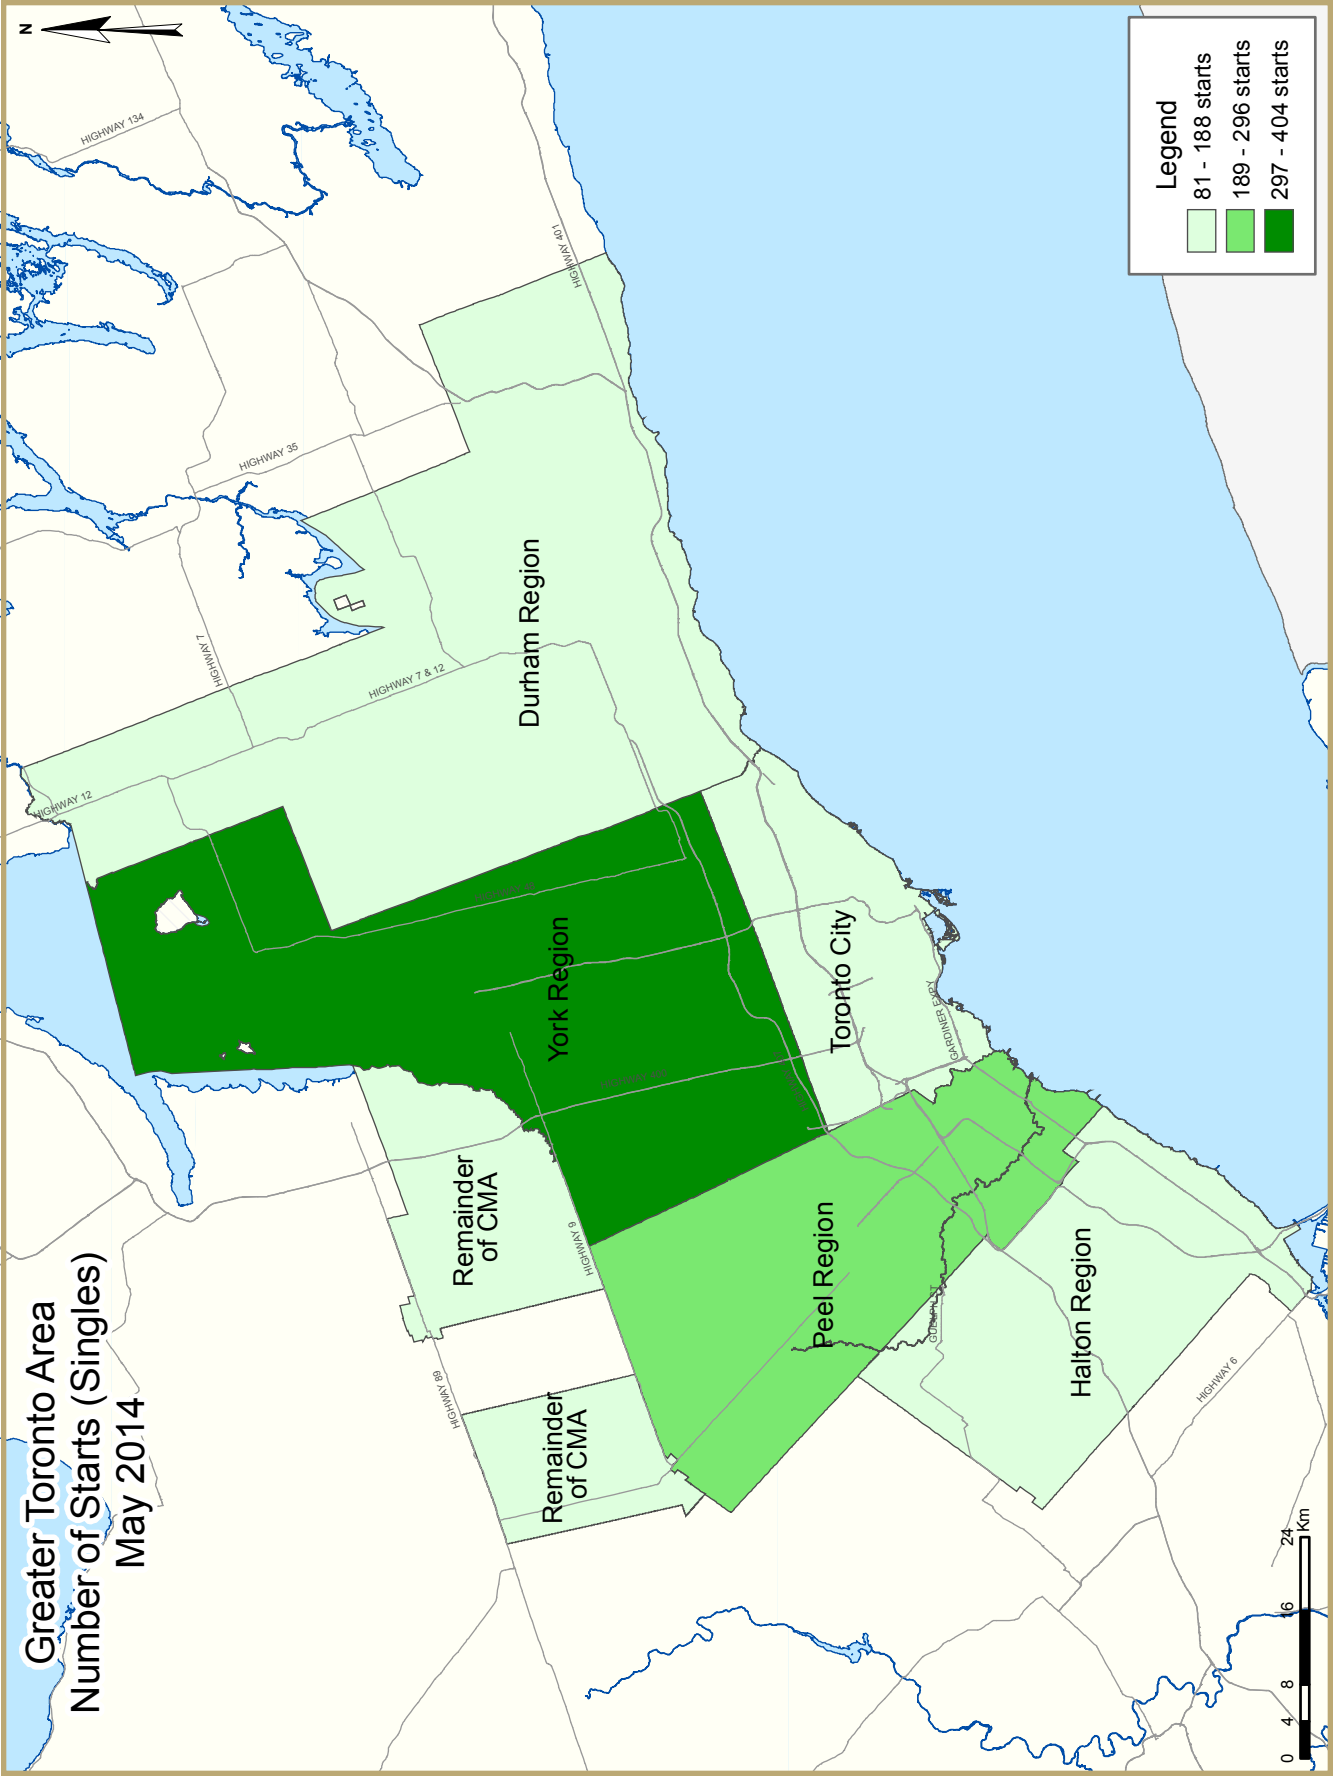 Greater Toronto Area
Number of Starts (Singles)
May 2014
N
HIGHWAY 134
HIGHWAY 401
HIGHWAY 35
HIGHWAY 7
HIGHWAY 7 & 12
HIGHWAY 12
Durham Region
York Region
Toronto City
GARDINER EXPY
Remainder
of CMA
HIGHWAY 9
HIGHWAY 89
Remainder
of CMA
Peel Region
GUELPH ST
Halton Region
HIGHWAY 6
Legend
81 - 188 starts
189 - 296 starts
297 - 404 starts
0 4 8 16 24
Km